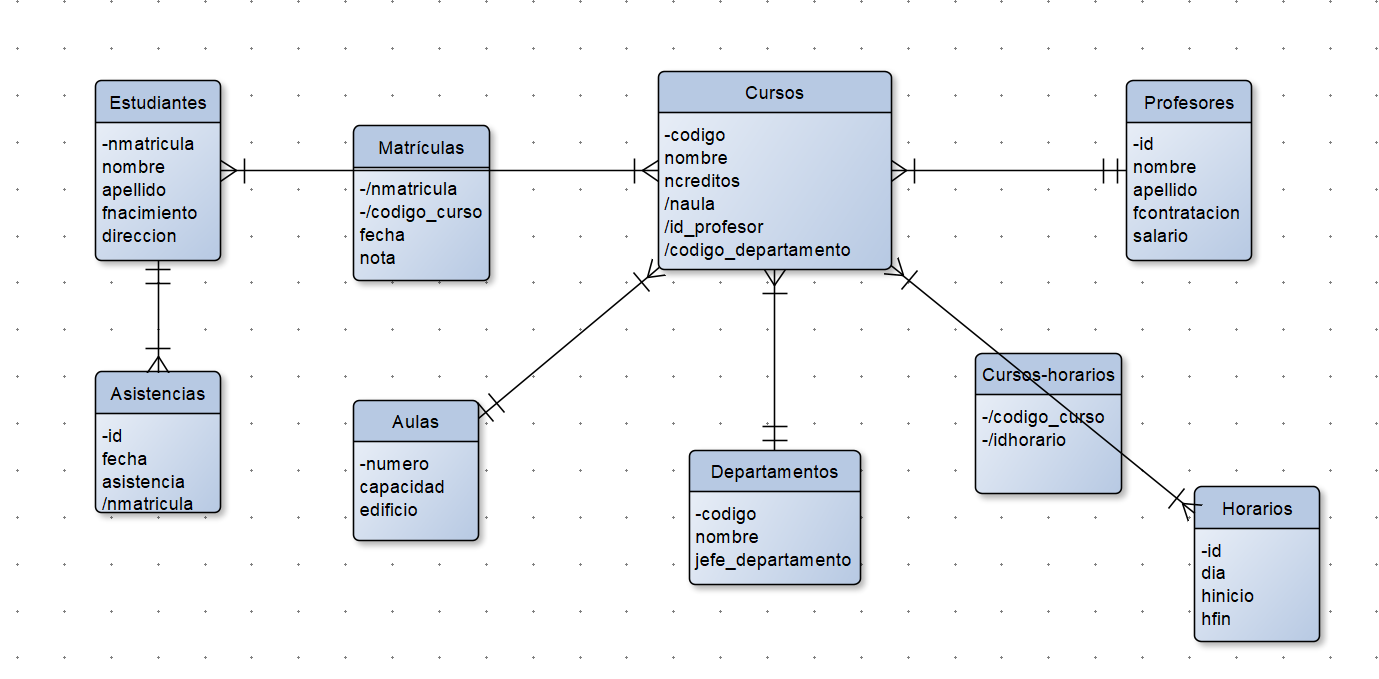 Estudiantes
-nmatricula
nombre
apellido
fnacimiento
direccion
Matrículas
-/nmatricula
-/codigo_curso
fecha
nota
Cursos
-codigo
nombre
ncreditos
/naula
/id_profesor
/codigo_departamento
Profesores
-id
nombre
apellido
fcontratacion
salario
Asistencias
-id
fecha
asistencia
/nmatricula
Aulas
-numero
capacidad
edificio
Departamentos
-codigo
nombre
jefe_departamento
Cursos-horarios
-/codigo_curso
-/idhorario
Horarios
-id
dia
hinicio
hfin